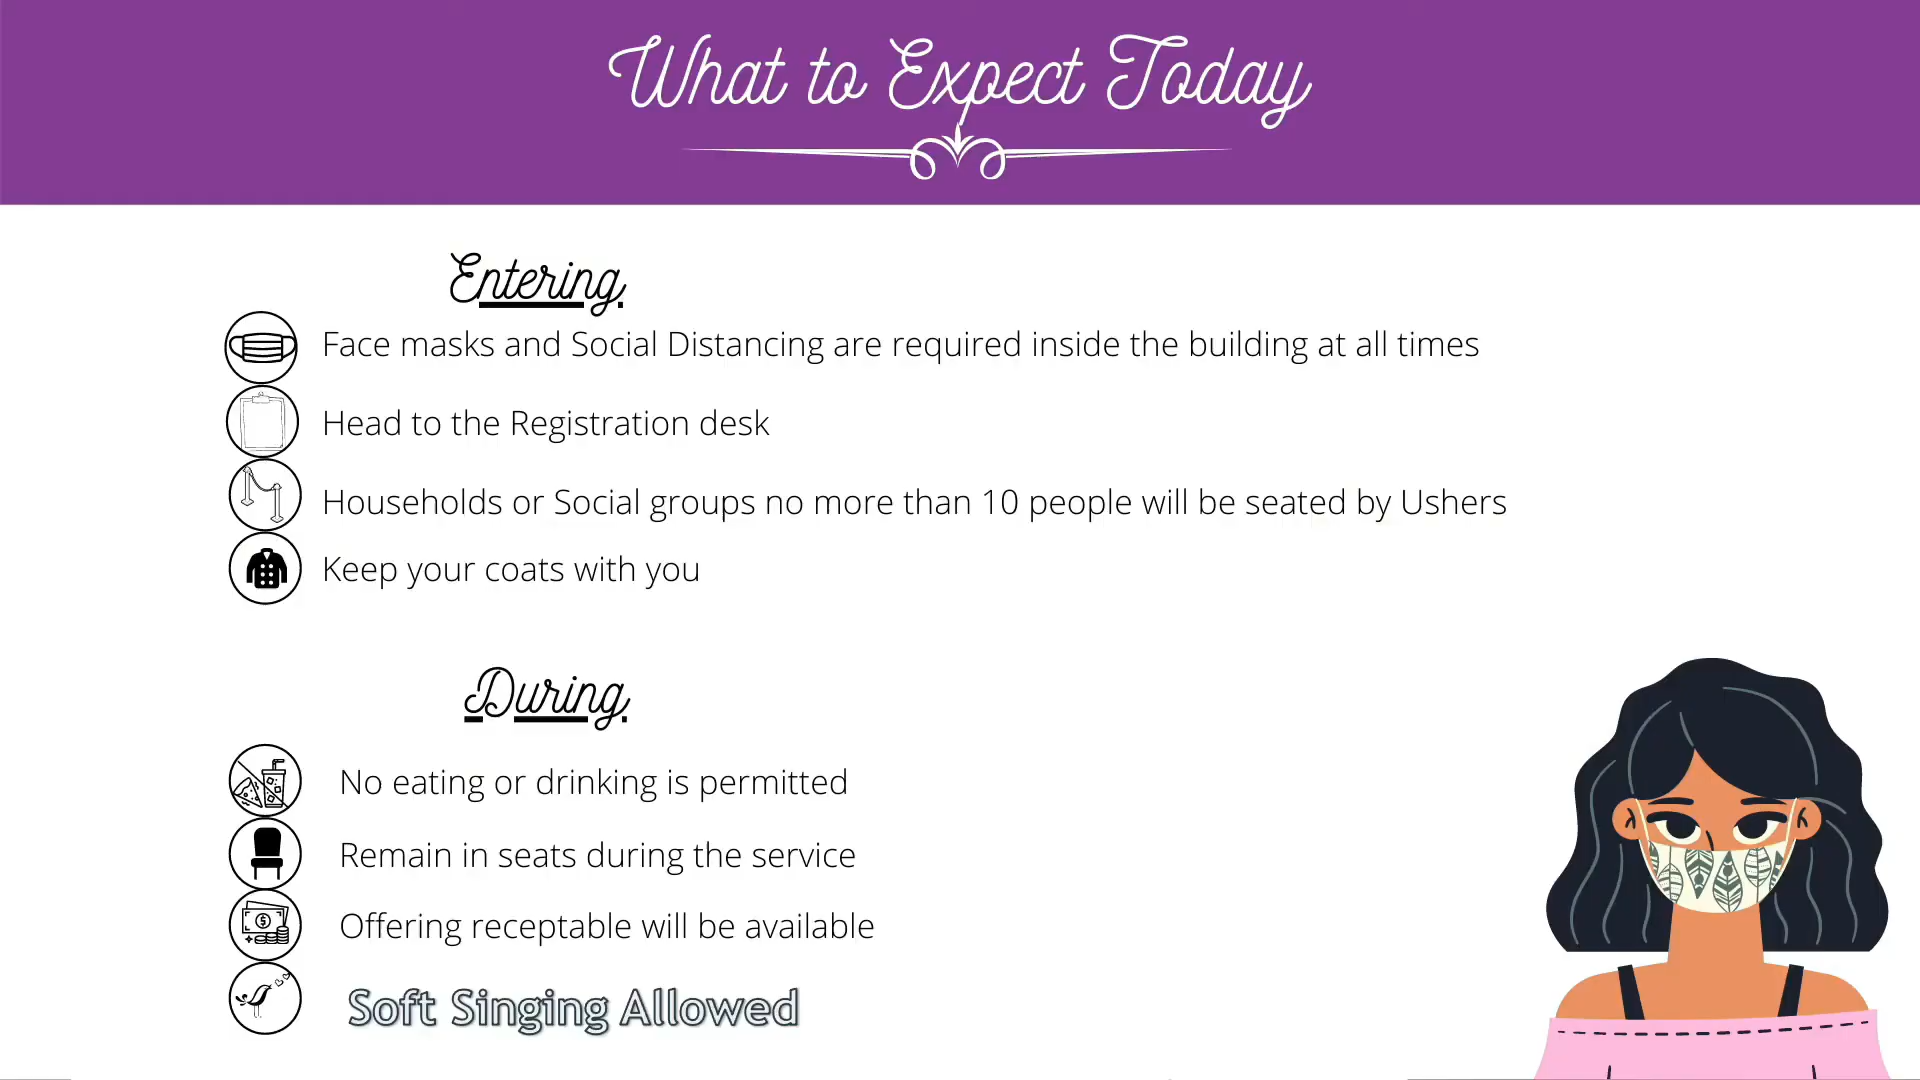 What to Expect Today
Entering
Face masks and Social Distancing are required inside the building at all times
Head to the Registration desk
Households or Social groups no more than 10 people will be seated by Ushers
Keep your coats with you
During
No eating or drinking is permitted
Remain in seats during the service
Offering receptable will be available
Soft Singing Allowed